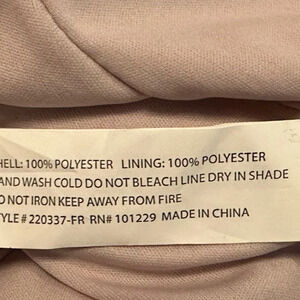 HELL: 100% POLYESTER LINING: 100% POLYESTER
AND WASH COLD DO NOT BLEACH LINE DRY IN SHADE
O NOT IRON KEEP AWAY FROM FIRE
TYLE # 220337-FR RN# 101229 MADE IN CHINA